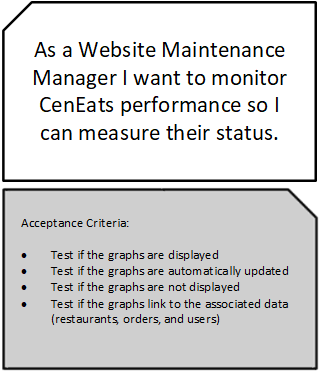 As a Website Maintenance
Manager I want to monitor
CenEats performance so I
can measure their status.
Acceptance Criteria:
• Test if the graphs are displayed
• Test if the graphs are automatically updated
• Test if the graphs are not displayed
• Test if the graphs link to the associated data
(restaurants, orders, and users)